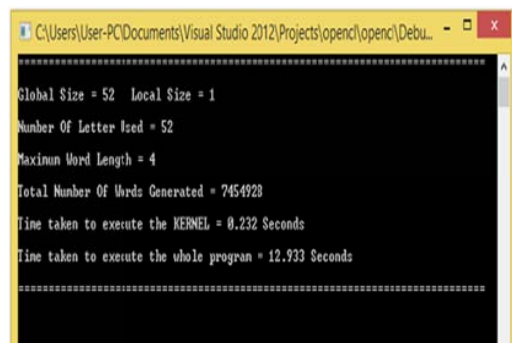 C:\Users\User-PC\Documents\Visual Studio 2012\Projects\opencl\opencl\Debu...
Global Size = 52 Local Size = 1
Number Of Letter Used = 52
Maximum Word Length = 4
Total Number Of Words Generated = 7454928
Time taken to execute the KERNEL = 0.232 Seconds
Time taken to execute the whole program = 12.933 Seconds